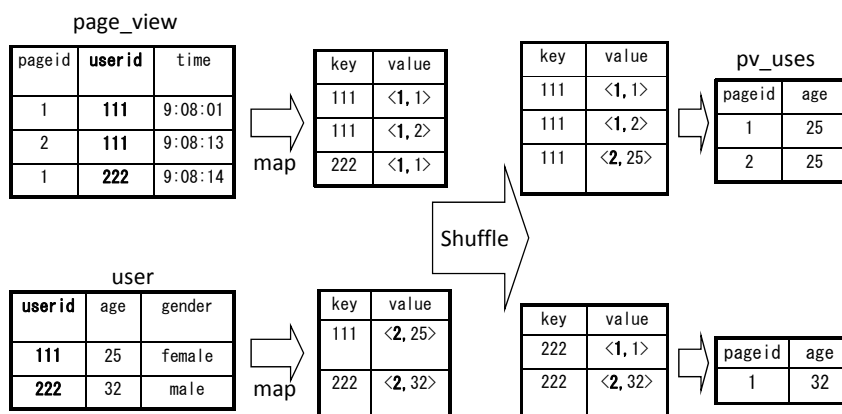 page_view
pageid userid time
1 111 9:08:01
2 111 9:08:13
1 222 9:08:14
map
key value
111 <1, 1>
111 <1, 2>
222 <1, 1>
user
userid age gender
111 25 female
222 32 male
map
key value
111 <2, 25>
222 <2, 32>
Shuffle
key value
111 <1, 1>
111 <1, 2>
111 <2, 25>
pv_uses
pageid age
1 25
2 25
key value
222 <1, 1>
222 <2, 32>
pageid age
1 32